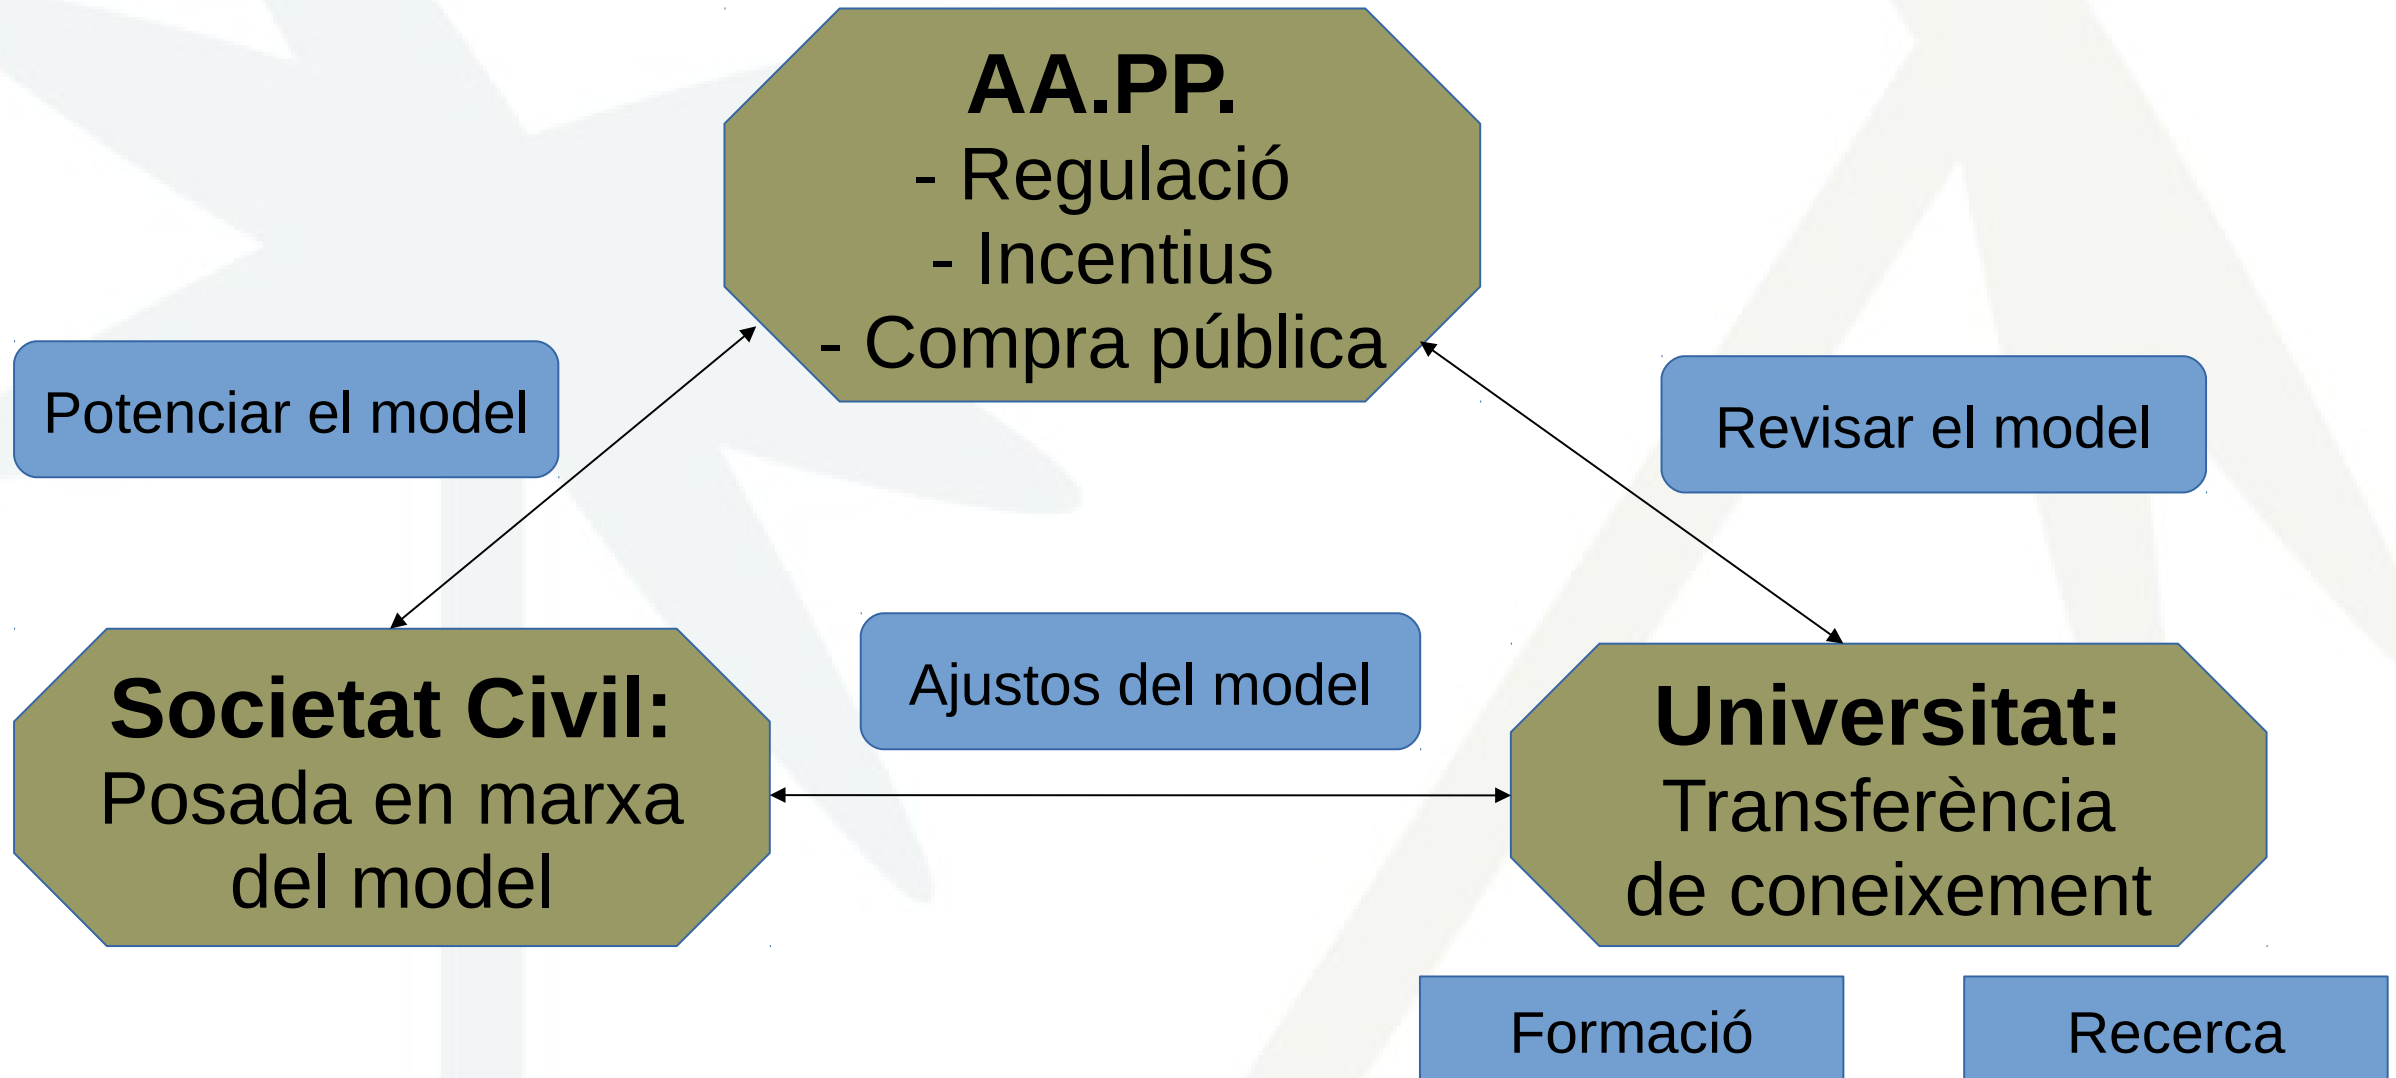 AA.PP.
- Regulació
- Incentius
- Compra pública
Potenciar el model
Revisar el model
Ajustos del model
Societat Civil:
Posada en marxa
del model
Universitat:
Transferència
de coneixement
Formació
Recerca